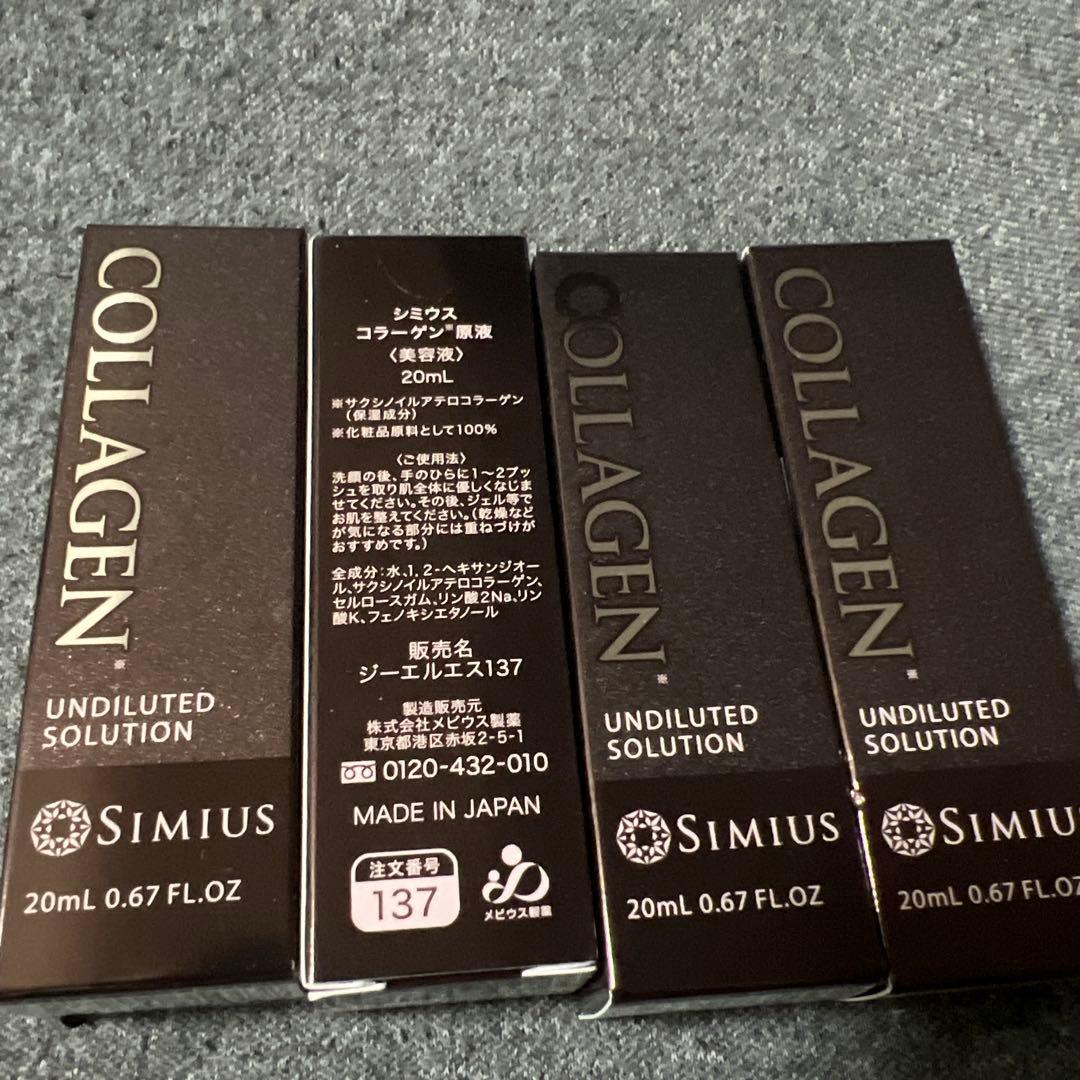 COLLAGEN
※
UNDILUTED
SOLUTION
SIMIUS
20mL 0.67 FL.OZ
シミウス
コラーゲン※原液
〈美容液〉
20mL
※サクシノイルアテロコラーゲン
（保湿成分）
※化粧品原料として100%
〈ご使用法〉
洗顔の後、手のひらに1〜2プッ
シュを取り肌全体に優しくなじま
せてください。その後、ジェル等で
お肌を整えてください。（乾燥など
が気になる部分には重ねづけが
おすすめです。）
全成分：水、1,2-ヘキサンジオー
ル、サクシノイルアテロコラーゲン、
セルロースガム、リン酸2Na、リン
酸K、フェノキシエタノール
販売名
ジーエルエス137
製造販売元
株式会社メビウス製薬
東京都港区赤坂2-5-1
0120-432-010
MADE IN JAPAN
注文番号
137
メビウス製薬
COLLAGEN
※
UNDILUTED
SOLUTION
SIMIUS
20mL 0.67 FL.OZ
COLLAGEN
※
UNDILUTED
SOLUTION
SIMIU
20mL 0.67 FL.OZ